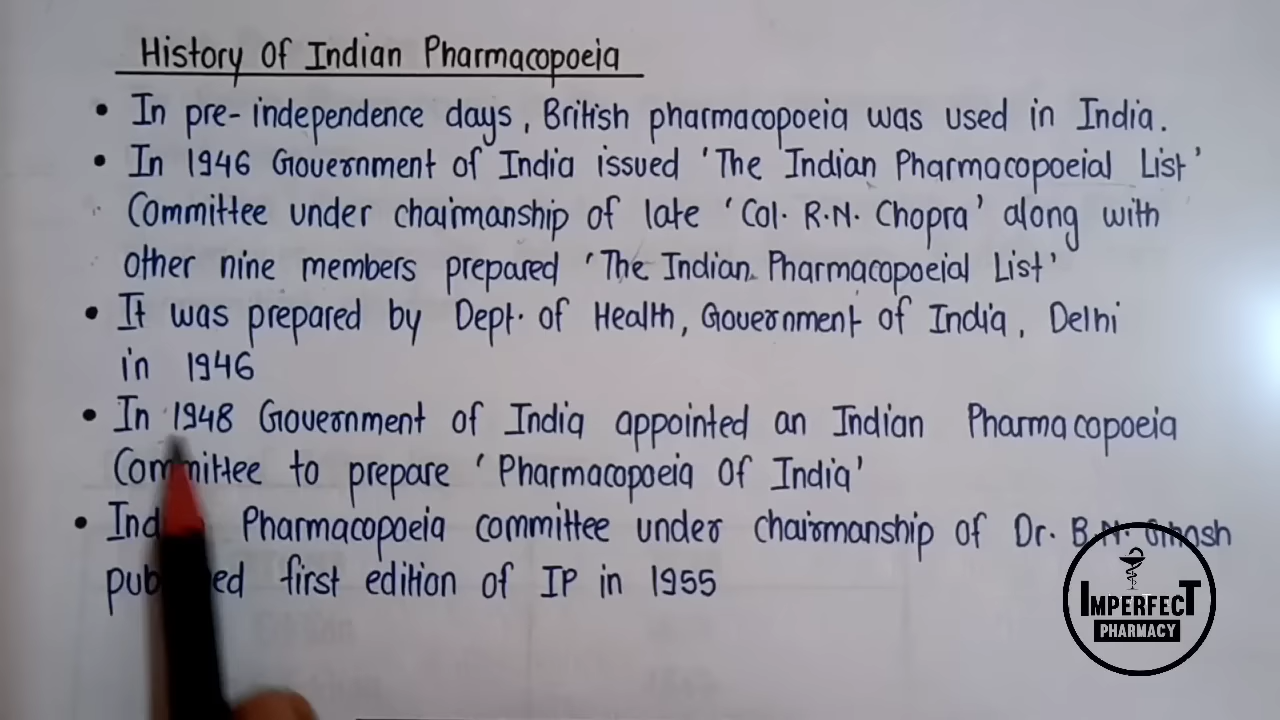 History Of Indian Pharmacopoeia
• In pre-independence days, British pharmacopoeia was used in India.
• In 1946 Government of India issued 'The Indian Pharmacopoeial List'
Committee under chairmanship of late 'Col. R.N. Chopra' along with
other nine members prepared 'The Indian Pharmacopoeial List'
• It was prepared by Dept. of Health, Government of India, Delhi
in 1946
• In 1948 Government of India appointed an Indian Pharmacopoeia
Committee to prepare 'Pharmacopoeia Of India'
• Pharmacopoeia committee under chairmanship of Dr. B.N. Ghosh
first edition of IP in 1955
IMPERFECT
PHARMACY